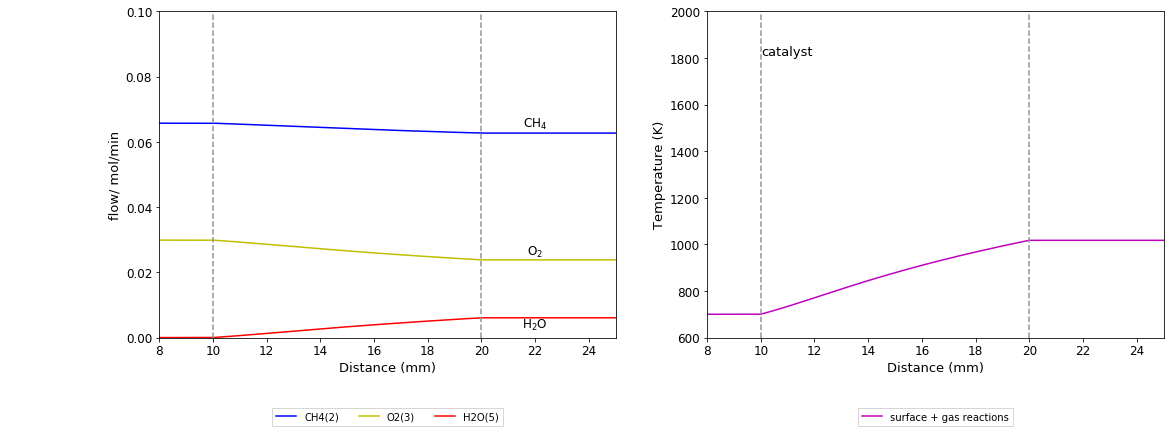 0.10
0.08
0.06
0.04
0.02
0.00
flow/ mol/min
CH₄
O₂
H₂O
8 10 12 14 16 18 20 22 24
Distance (mm)
CH4(2) O2(3) H2O(5)
2000
1800
1600
1400
1200
1000
800
600
Temperature (K)
catalyst
8 10 12 14 16 18 20 22 24
Distance (mm)
surface + gas reactions